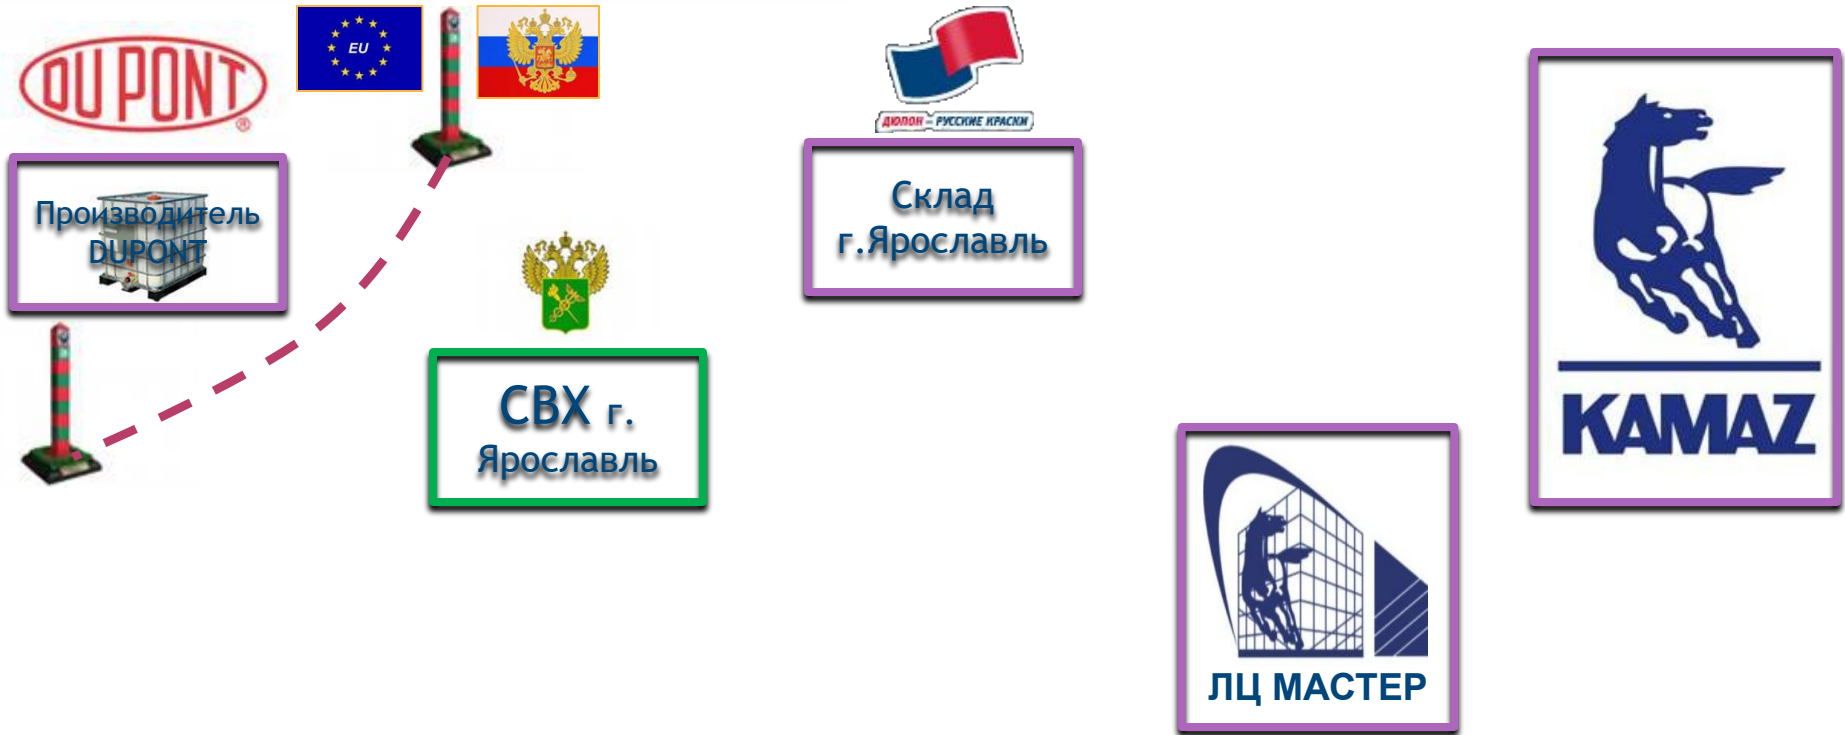 DUPONT
®
EU
ДЮПОН – РУССКИЕ КРАСКИ
Производитель
DUPONT
Склад
г.Ярославль
СВХ г.
Ярославль
KAMAZ
ЛЦ МАСТЕР